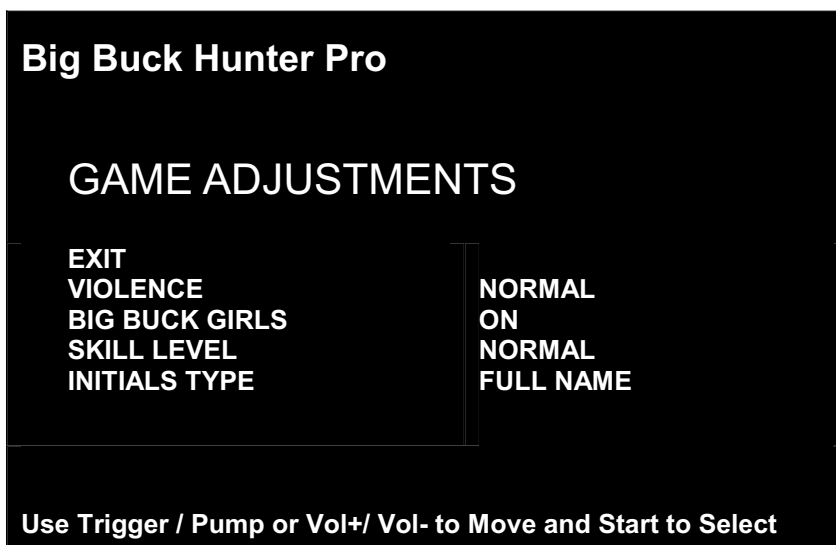 Big Buck Hunter Pro
GAME ADJUSTMENTS
EXIT
VIOLENCE NORMAL
BIG BUCK GIRLS ON
SKILL LEVEL NORMAL
INITIALS TYPE FULL NAME
Use Trigger / Pump or Vol+/ Vol- to Move and Start to Select